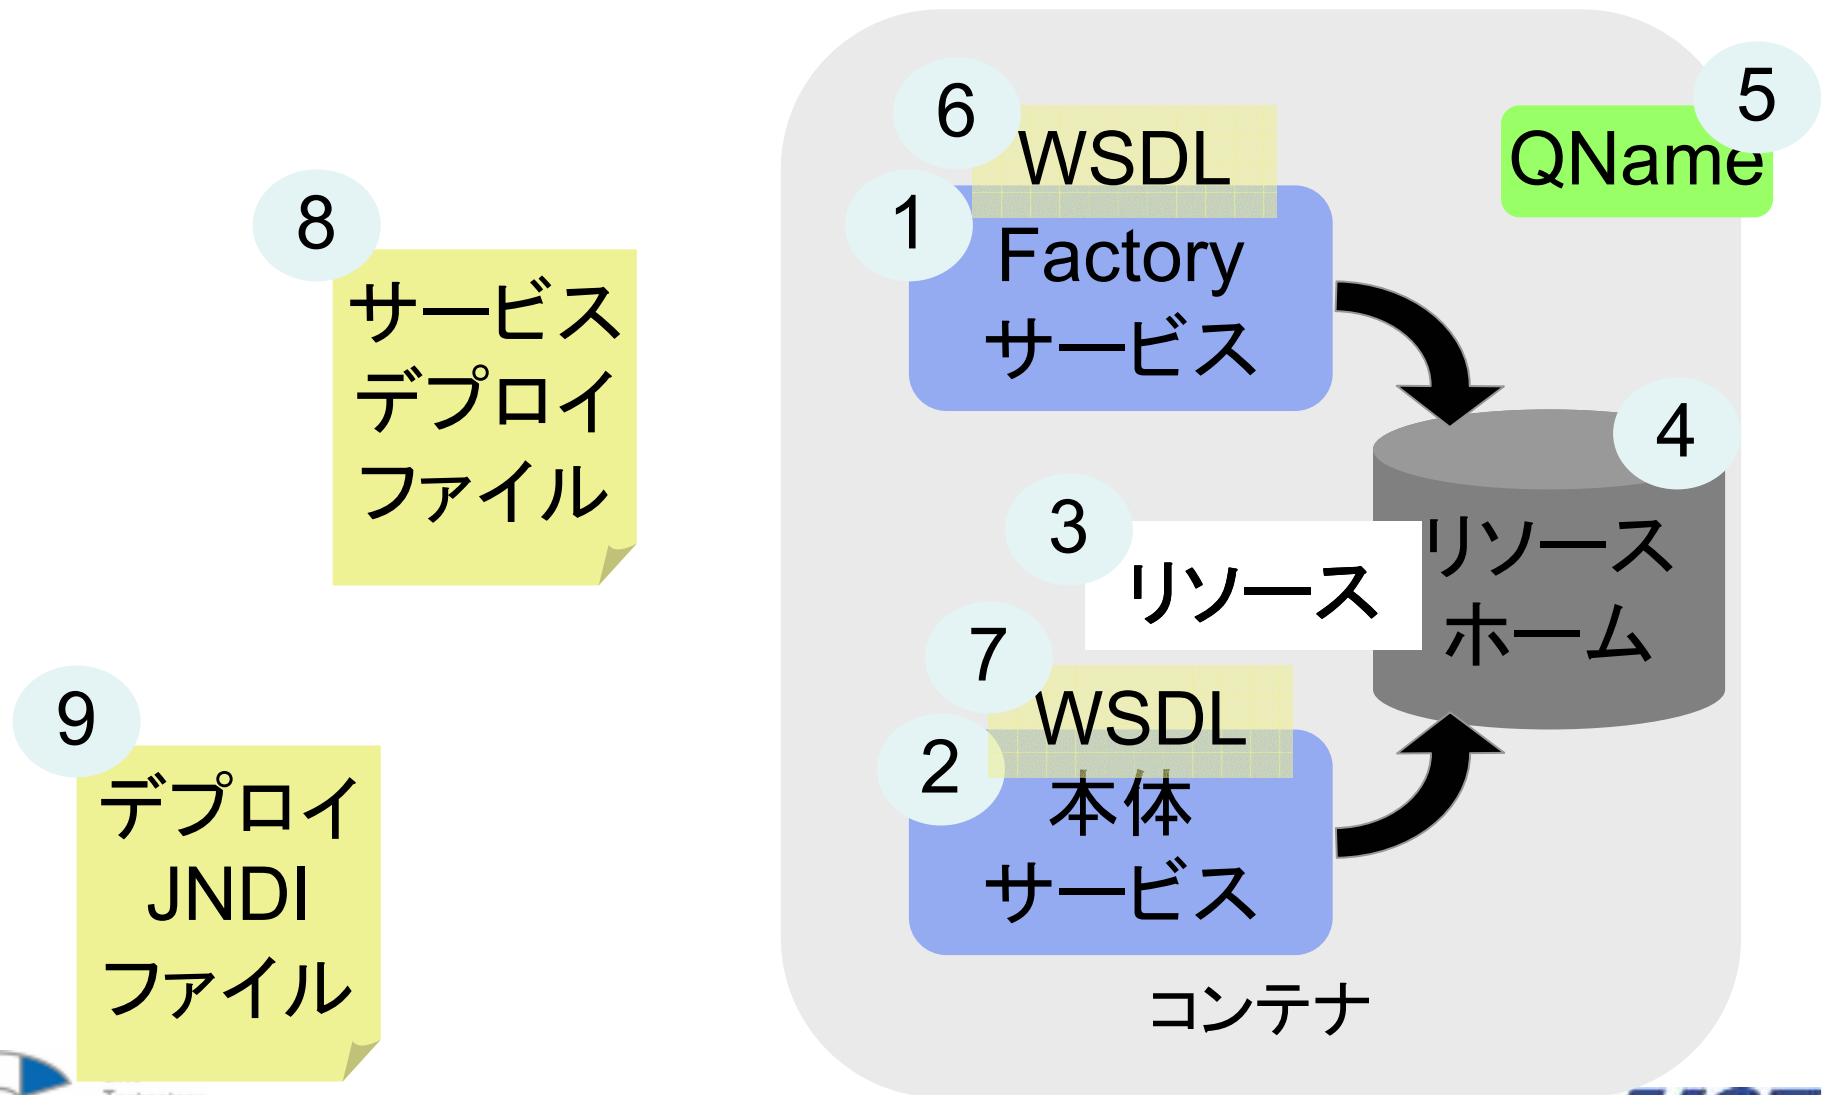 8
サービス
デプロイ
ファイル
9
デプロイ
JNDI
ファイル
6
WSDL
1
Factory
サービス
5
QName
4
リソース
ホーム
3
リソース
7
WSDL
2
本体
サービス
コンテナ